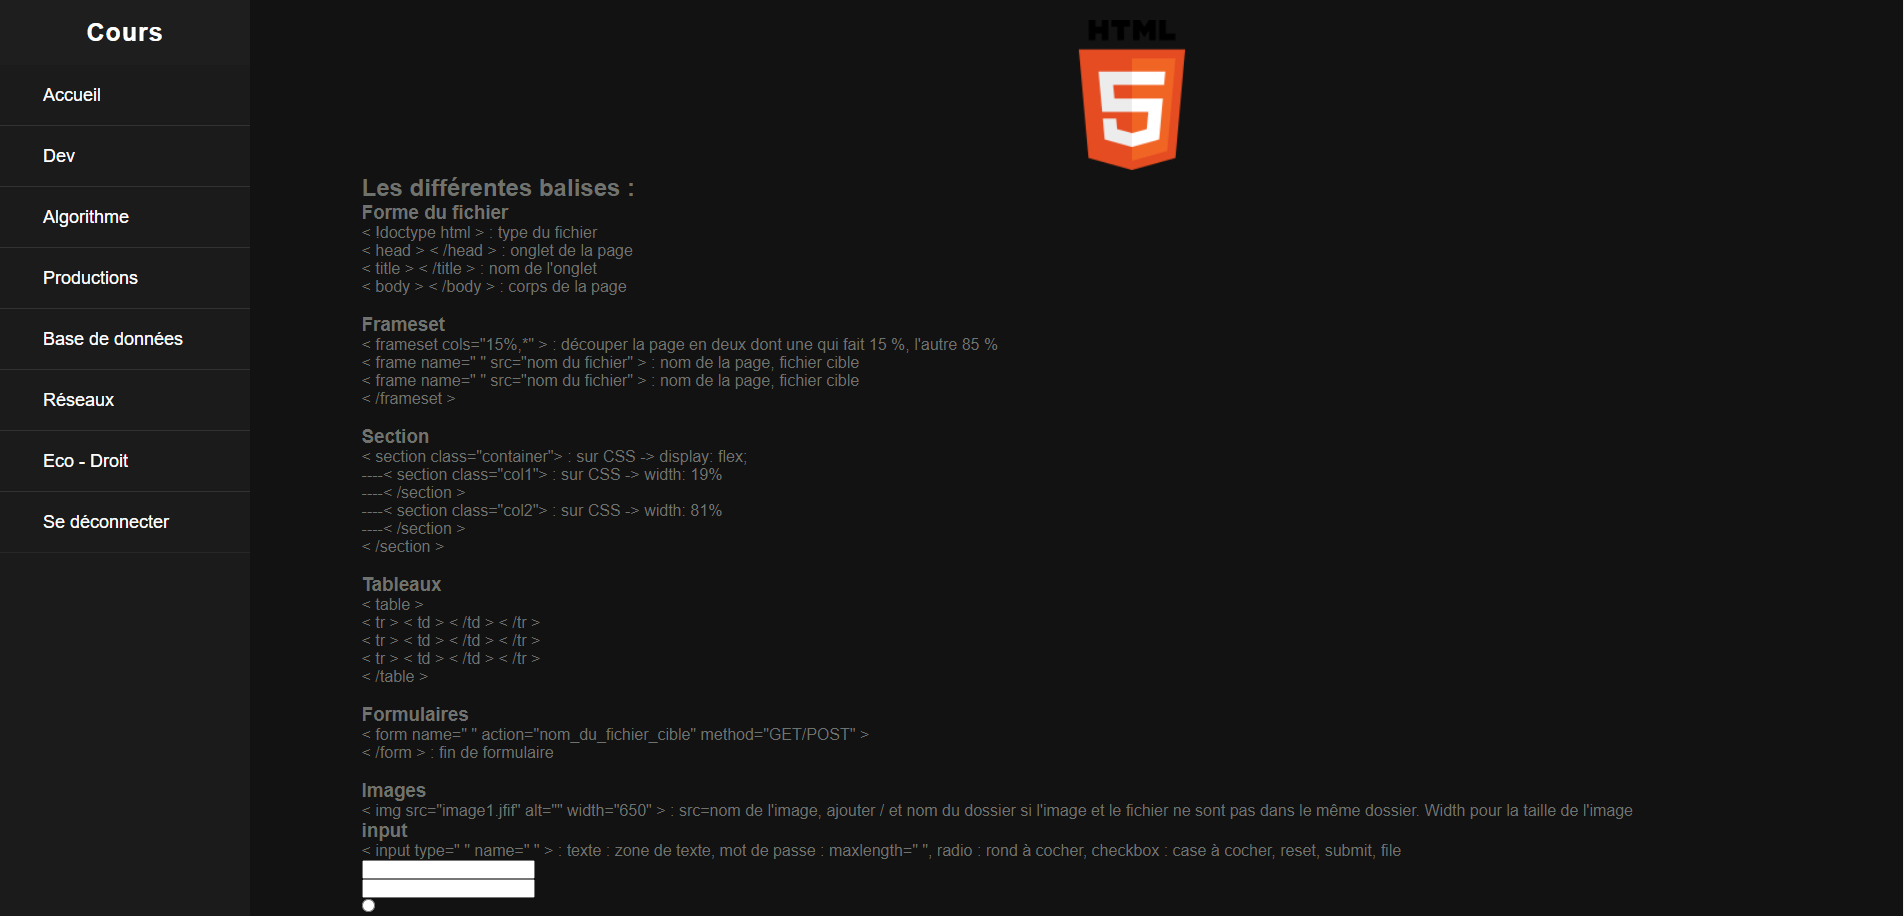 Cours
Accueil
Dev
Algorithme
Productions
Base de données
Réseaux
Eco - Droit
Se déconnecter
HTML
5
Les différentes balises :
Forme du fichier
< !doctype html > : type du fichier
< head > < /head > : onglet de la page
< title > < /title > : nom de l'onglet
< body > < /body > : corps de la page
Frameset
< frameset cols="15%,*" > : découper la page en deux dont une qui fait 15 %, l'autre 85 %
< frame name=" " src="nom du fichier" > : nom de la page, fichier cible
< frame name=" " src="nom du fichier" > : nom de la page, fichier cible
< /frameset >
Section
< section class="container"> : sur CSS -> display: flex;
----< section class="col1"> : sur CSS -> width: 19%
----< /section >
----< section class="col2"> : sur CSS -> width: 81%
----< /section >
< /section >
Tableaux
< table >
< tr > < td > < /td > < /tr >
< tr > < td > < /td > < /tr >
< tr > < td > < /td > < /tr >
< /table >
Formulaires
< form name=" " action="nom_du_fichier_cible" method="GET/POST" >
< /form > : fin de formulaire
Images
< img src="image1.jfif" alt="" width="650" > : src=nom de l'image, ajouter / et nom du dossier si l'image et le fichier ne sont pas dans le même dossier. Width pour la taille de l'image
input
< input type=" " name=" " > : texte : zone de texte, mot de passe : maxlength=" ", radio : rond à cocher, checkbox : case à cocher, reset, submit, file